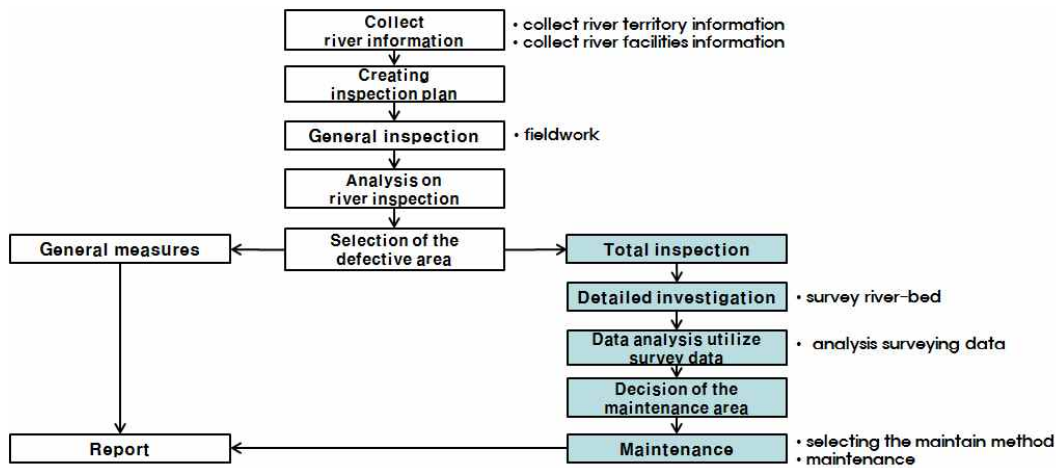 Collect
river information
• collect river territory information
• collect river facilities information
Creating
inspection plan
General inspection
• fieldwork
Analysis on
river inspection
General measures
Selection of the
defective area
Total inspection
Detailed investigation
• survey river-bed
Data analysis utilize
survey data
• analysis surveying data
Decision of the
maintenance area
Report
Maintenance
• selecting the maintain method
• maintenance